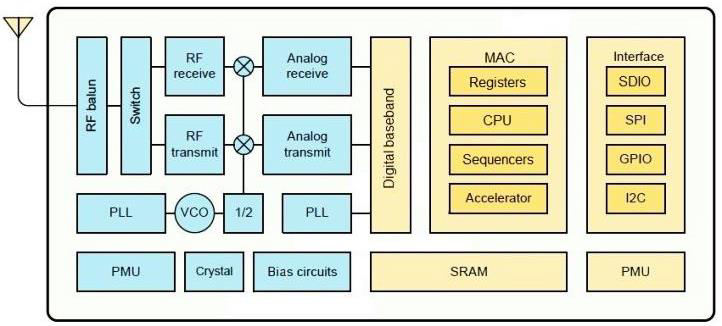 RF balun
Switch
RF
receive
Analog
receive
RF
transmit
Analog
transmit
PLL
VCO
1/2
PLL
Digital baseband
MAC
Registers
CPU
Sequencers
Accelerator
Interface
SDIO
SPI
GPIO
I2C
PMU
Crystal
Bias circuits
SRAM
PMU